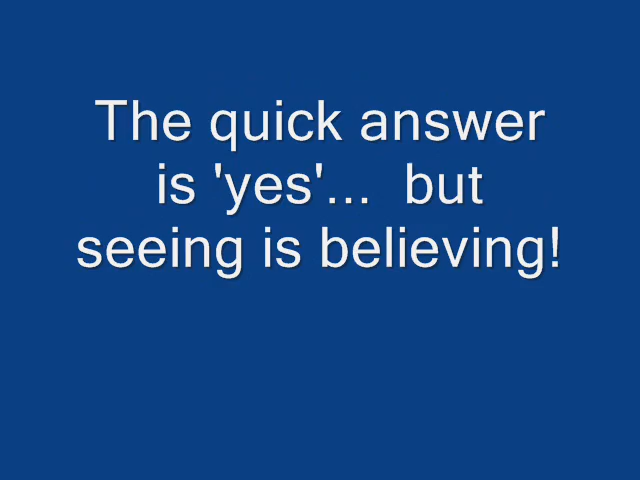 The quick answer
is 'yes'...  but
seeing is believing!